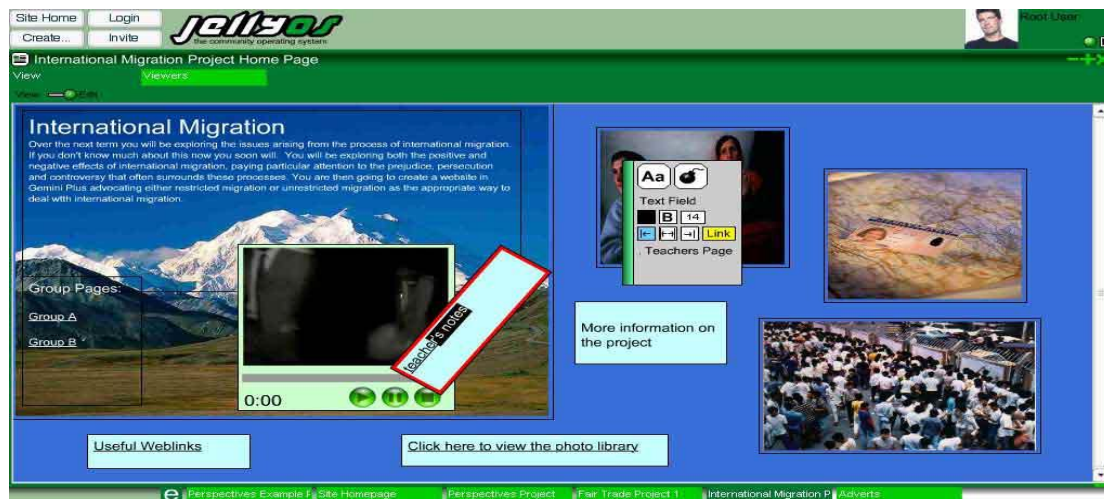 Site Home
Login
Create...
Invite
jellyos
the community operating system
Root User
International Migration Project Home Page
View
Viewers
View
Edit
International Migration
Over the next term you will be exploring the issues arising from the process of international migration.
If you don't know much about this now you soon will. You will be exploring both the positive and
negative effects of international migration, paying particular attention to the prejudice, persecution
and controversy that often surrounds these processes. You are then going to create a website in
Gemini Plus advocating either restricted migration or unrestricted migration as the appropriate way to
deal with international migration.
Group Pages:
Group A
Group B
0:00
teacher's notes
Aa
Text Field
B
14
Link
Teachers Page
More information on
the project
Useful Weblinks
Click here to view the photo library
e
Perspectives Example P
Site Homepage
Perspectives Project
Fair Trade Project 1
International Migration P
Adverts